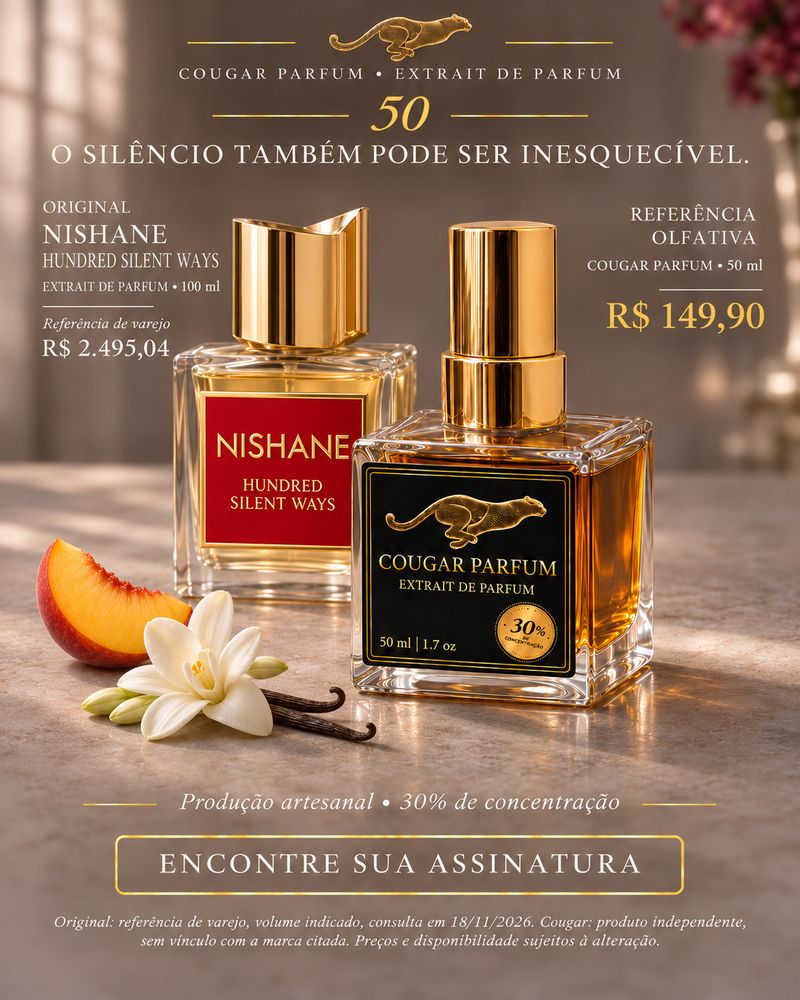 COUGAR PARFUM • EXTRAIT DE PARFUM
50
O SILÊNCIO TAMBÉM PODE SER INESQUECÍVEL.
ORIGINAL
NISHANE
HUNDRED SILENT WAYS
EXTRAIT DE PARFUM • 100 ml
Referência de varejo
R$ 2.495,04
REFERÊNCIA
OLFATIVA
COUGAR PARFUM • 50 ml
R$ 149,90
NISHANE
HUNDRED
SILENT WAYS
COUGAR PARFUM
EXTRAIT DE PARFUM
50 ml | 1.7 oz
30%
DE
CONCENTRAÇÃO
Produção artesanal • 30% de concentração
ENCONTRE SUA ASSINATURA
Original: referência de varejo, volume indicado, consulta em 18/11/2026. Cougar: produto independente,
sem vínculo com a marca citada. Preços e disponibilidade sujeitos à alteração.